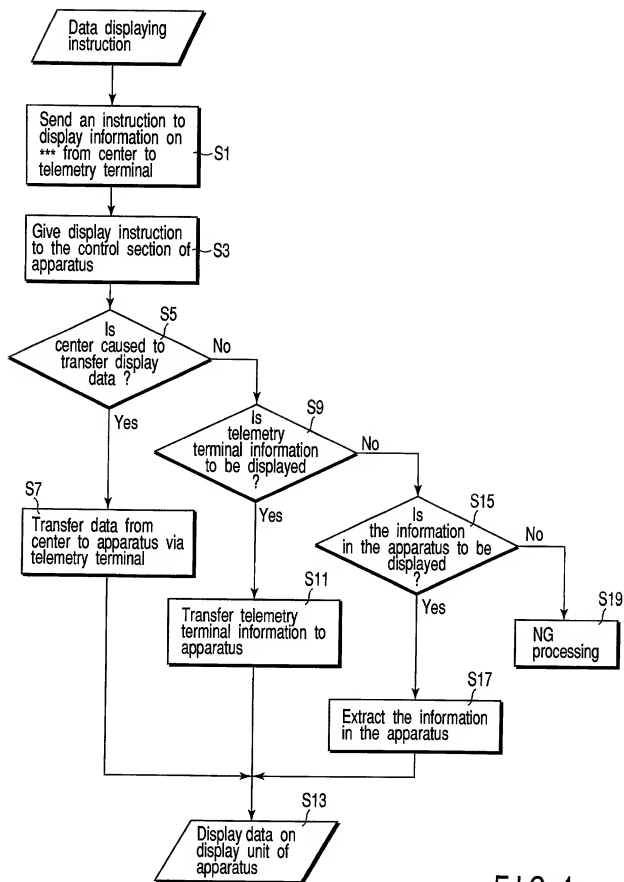 Data displaying
instruction
Send an instruction to
display information on
*** from center to
telemetry terminal
S1
Give display instruction
to the control section of
apparatus
S3
S5
Is
center caused to
transfer display
data ?
No
Yes
S9
Is
telemetry
terminal information
to be displayed
?
No
Yes
S7
Transfer data from
center to apparatus via
telemetry terminal
S15
Is
the information
in the apparatus to be
displayed
?
No
Yes
S11
Transfer telemetry
terminal information to
apparatus
S19
NG
processing
S17
Extract the information
in the apparatus
S13
Display data on
display unit of
apparatus